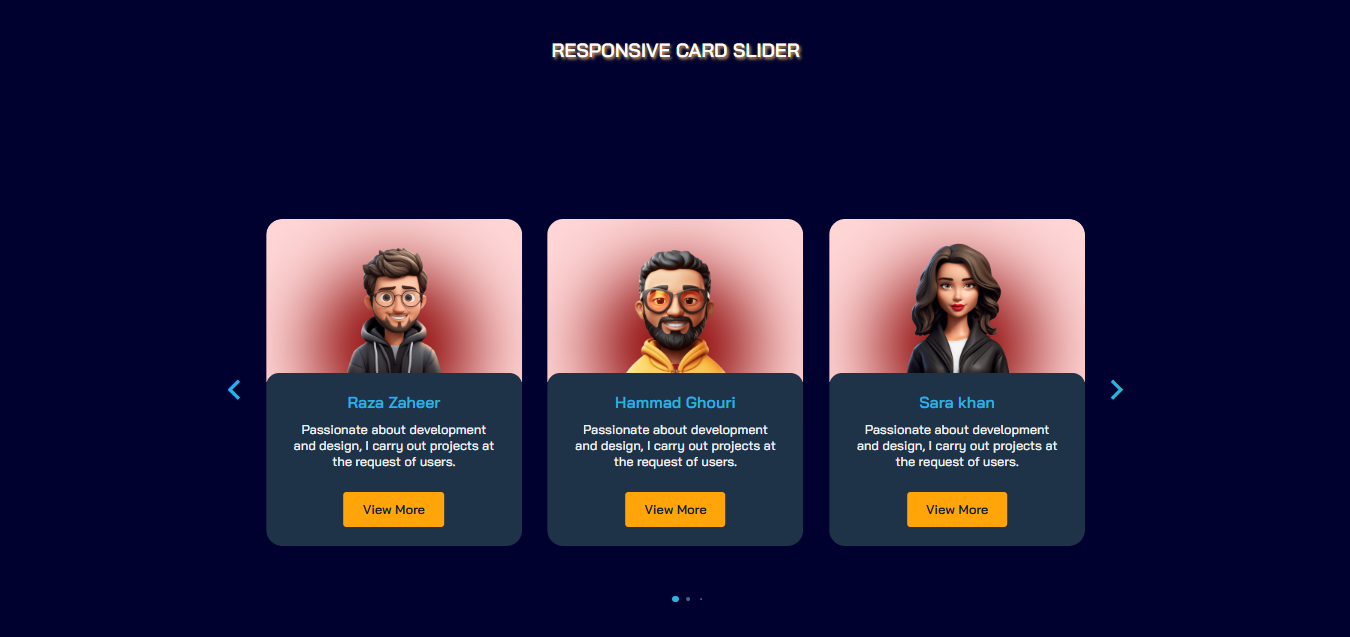 RESPONSIVE CARD SLIDER
Raza Zaheer
Passionate about development
and design, I carry out projects at
the request of users.
View More
Hammad Ghouri
Passionate about development
and design, I carry out projects at
the request of users.
View More
Sara khan
Passionate about development
and design, I carry out projects at
the request of users.
View More